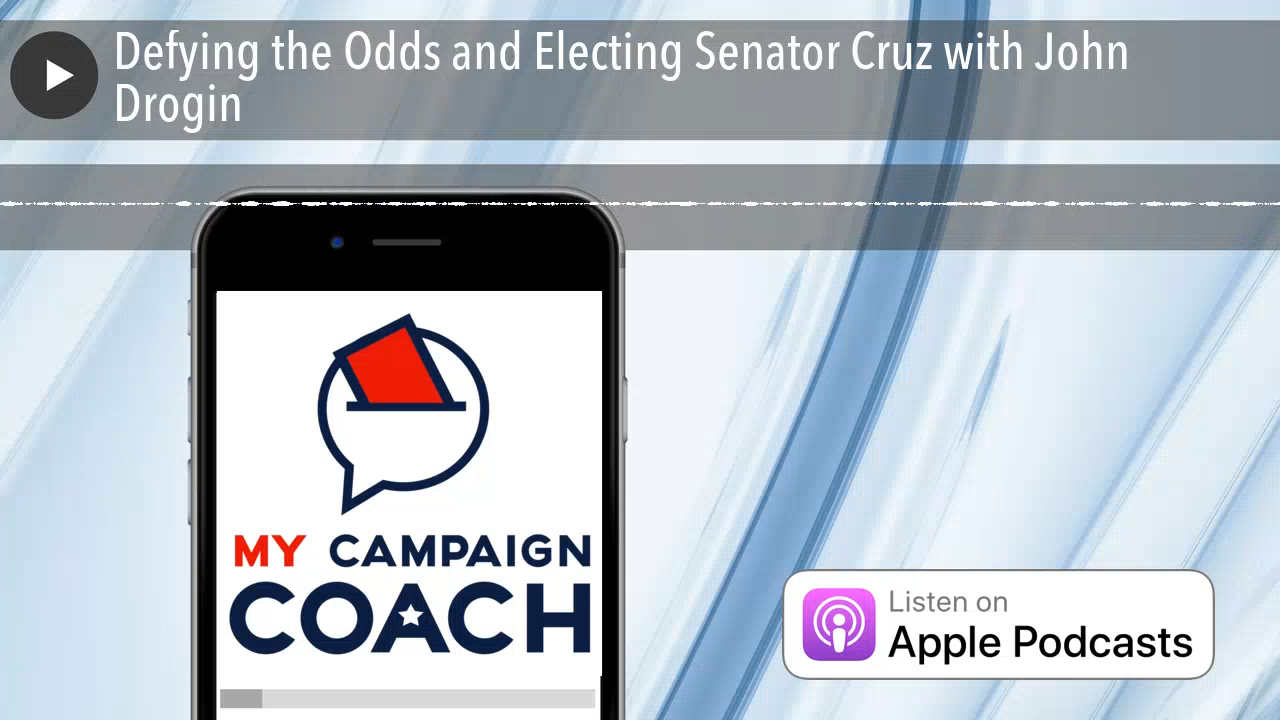 Defying the Odds and Electing Senator Cruz with John
Drogin
MY CAMPAIGN
COACH
Listen on
Apple Podcasts